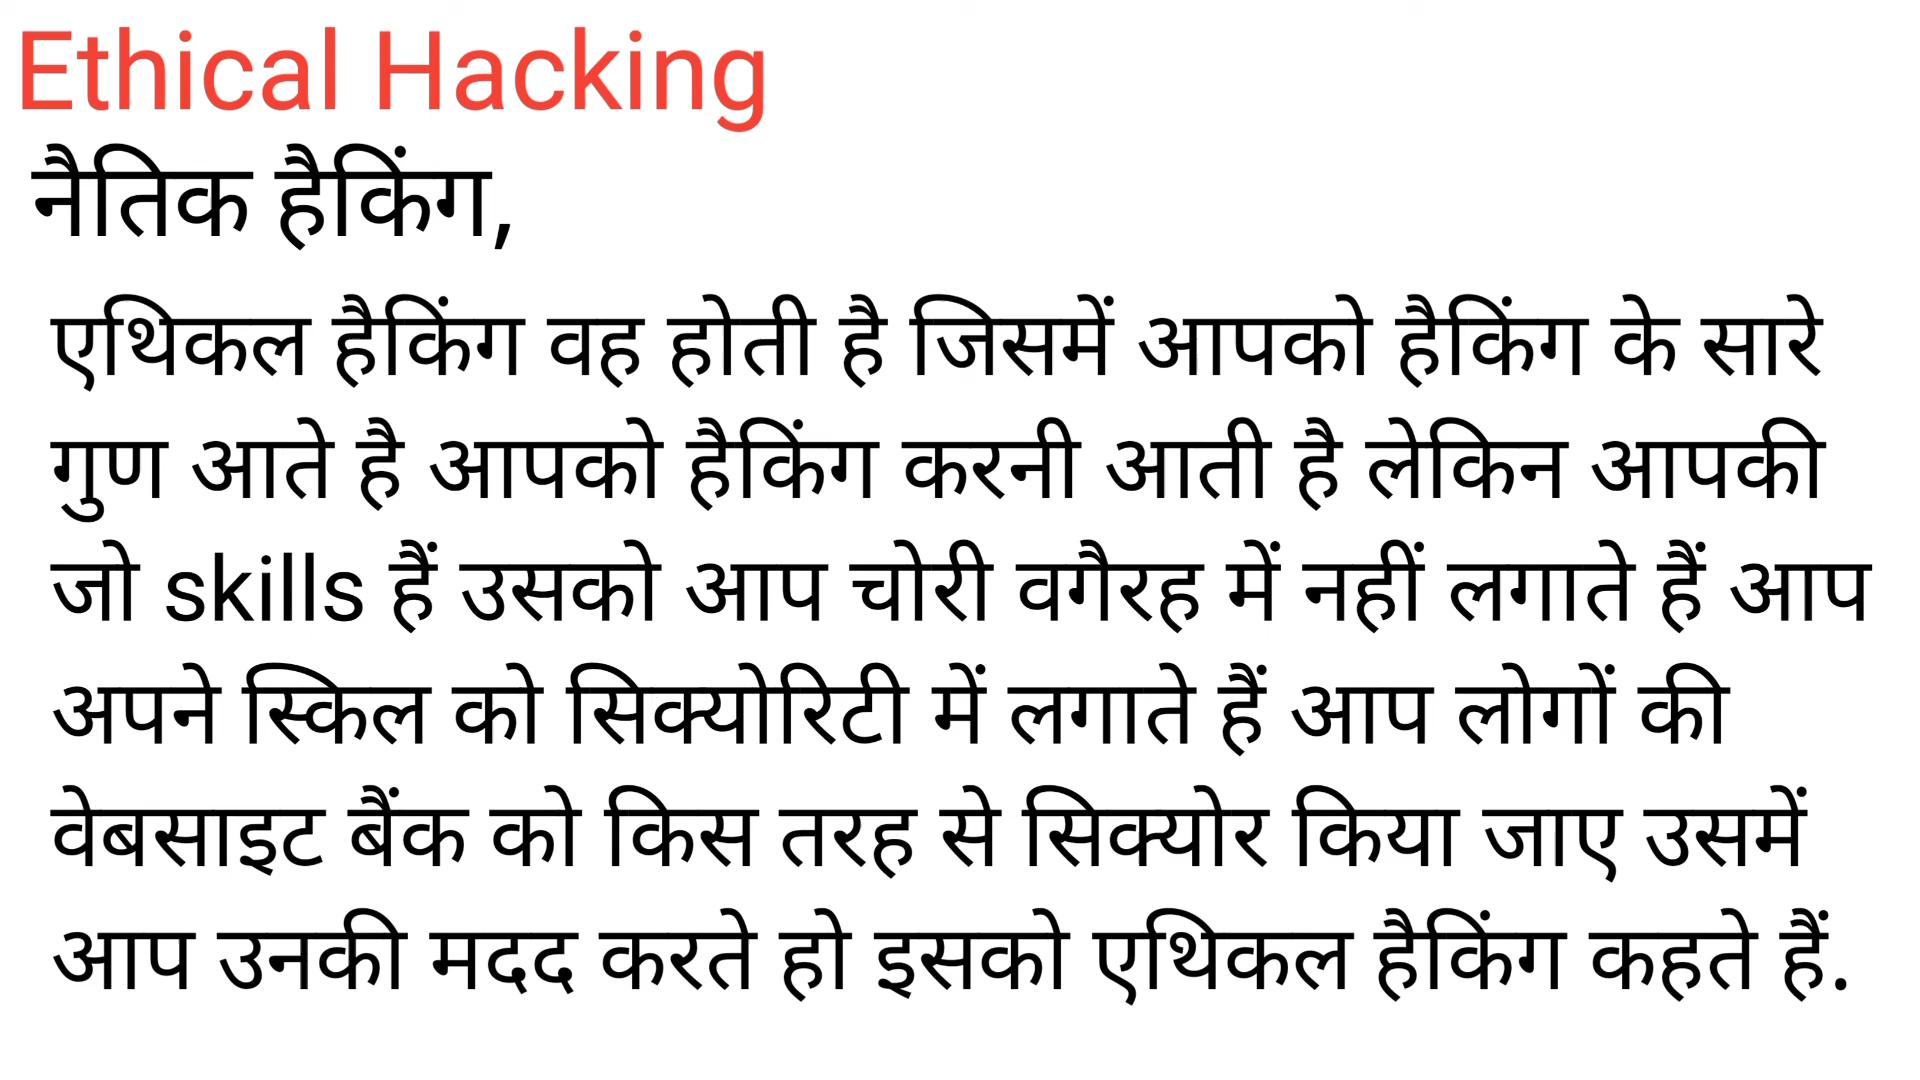 Ethical Hacking
नैतिक हैकिंग,
एथिकल हैकिंग वह होती है जिसमें आपको हैकिंग के सारे
गुण आते है आपको हैकिंग करनी आती है लेकिन आपकी
जो skills हैं उसको आप चोरी वगैरह में नहीं लगाते हैं आप
अपने स्किल को सिक्योरिटी में लगाते हैं आप लोगों की
वेबसाइट बैंक को किस तरह से सिक्योर किया जाए उसमें
आप उनकी मदद करते हो इसको एथिकल हैकिंग कहते हैं.